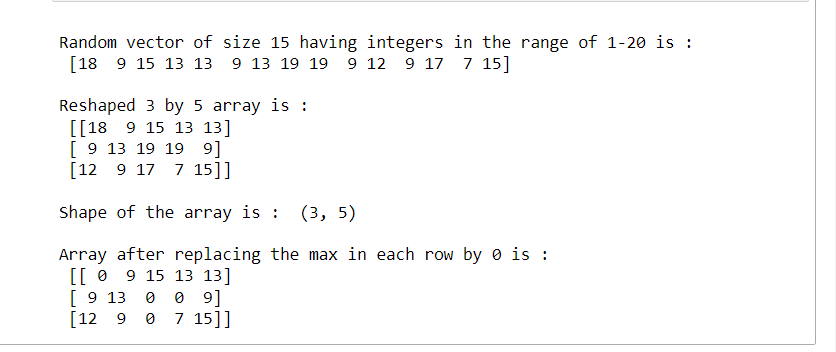 Random vector of size 15 having integers in the range of 1-20 is :
[18  9 15 13 13  9 13 19 19  9 12  9 17  7 15]
Reshaped 3 by 5 array is :
[[18  9 15 13 13]
[ 9 13 19 19  9]
[12  9 17  7 15]]
Shape of the array is :  (3, 5)
Array after replacing the max in each row by 0 is :
[[ 0  9 15 13 13]
[ 9 13  0  0  9]
[12  9  0  7 15]]